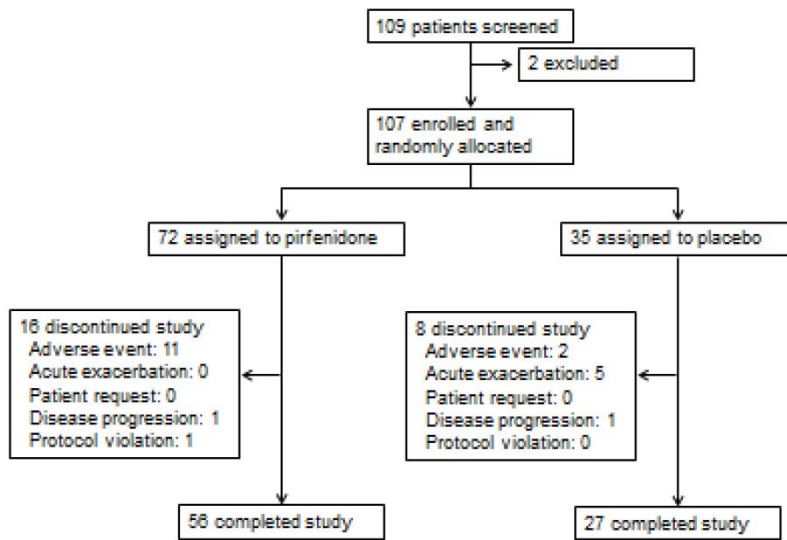 109 patients screened
2 excluded
107 enrolled and
randomly allocated
72 assigned to pirfenidone
35 assigned to placebo
16 discontinued study
Adverse event: 11
Acute exacerbation: 0
Patient request: 0
Disease progression: 1
Protocol violation: 1
8 discontinued study
Adverse event: 2
Acute exacerbation: 5
Patient request: 0
Disease progression: 1
Protocol violation: 0
56 completed study
27 completed study